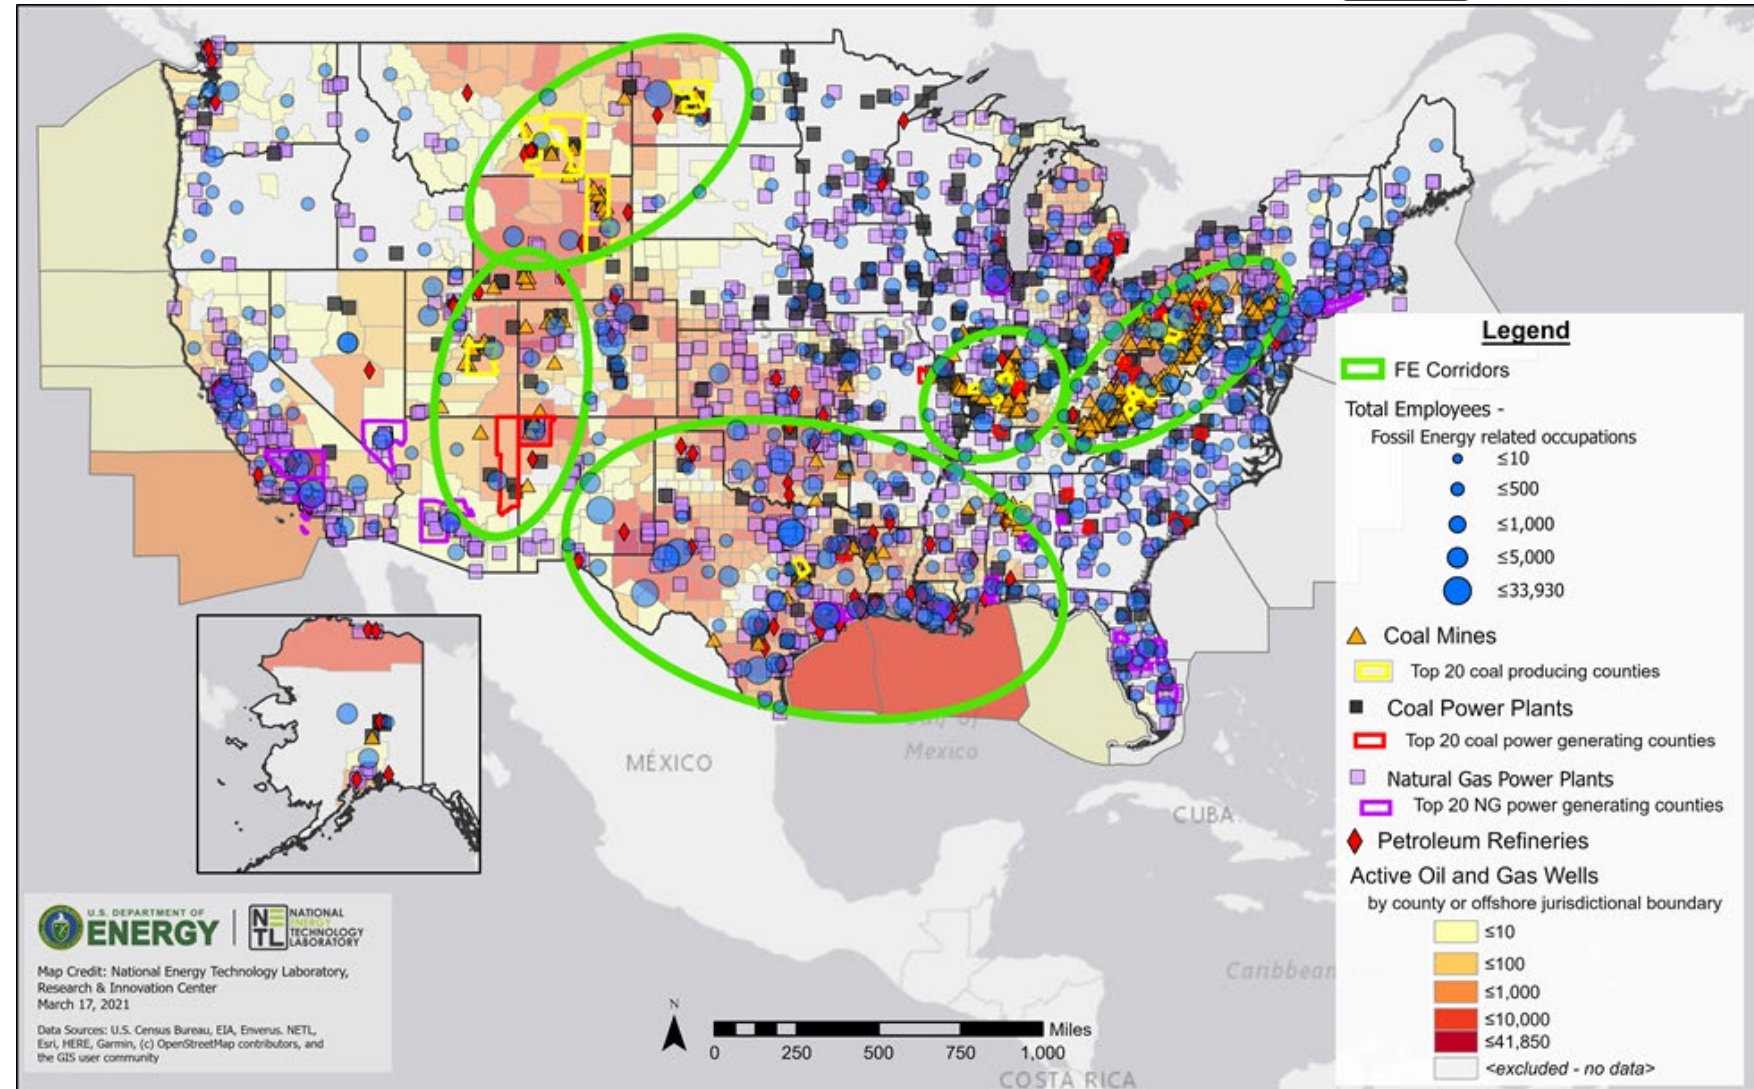 Legend
FE Corridors
Total Employees -
Fossil Energy related occupations
≤10
≤500
≤1,000
≤5,000
≤33,930
Coal Mines
Top 20 coal producing counties
Coal Power Plants
Top 20 coal power generating counties
Natural Gas Power Plants
Top 20 NG power generating counties
Petroleum Refineries
Active Oil and Gas Wells
by county or offshore jurisdictional boundary
≤10
≤100
≤1,000
≤10,000
≤41,850
<excluded - no data>
MÉXICO
Gulf of
Mexico
CUBA
Caribbean
COSTA RICA
U.S. DEPARTMENT OF
ENERGY
NE
TL
NATIONAL
ENERGY
TECHNOLOGY
LABORATORY
Map Credit: National Energy Technology Laboratory,
Research & Innovation Center
March 17, 2021
Data Sources: U.S. Census Bureau, EIA, Enverus. NETL,
Esri, HERE, Garmin, (c) OpenStreetMap contributors, and
the GIS user community
N
Miles
0 250 500 750 1,000